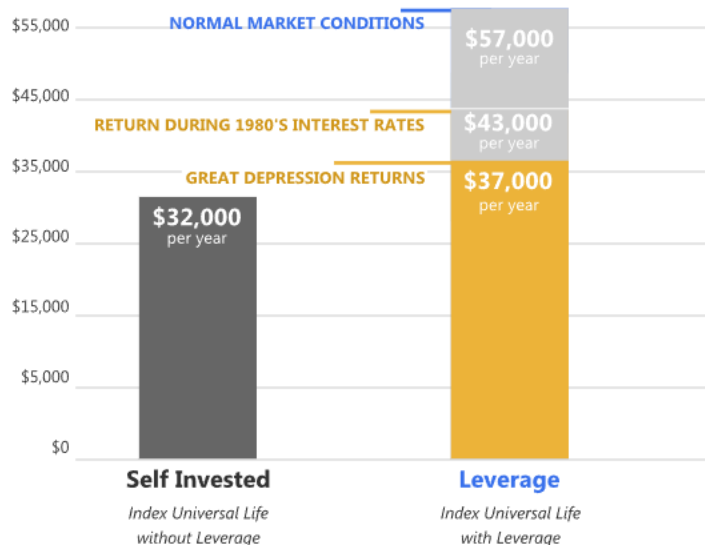 $55,000
NORMAL MARKET CONDITIONS
$57,000
per year
$45,000
RETURN DURING 1980'S INTEREST RATES
$43,000
per year
$35,000
GREAT DEPRESSION RETURNS
$37,000
per year
$32,000
per year
$25,000
$15,000
$5,000
$0
Self Invested
Index Universal Life
without Leverage
Leverage
Index Universal Life
with Leverage